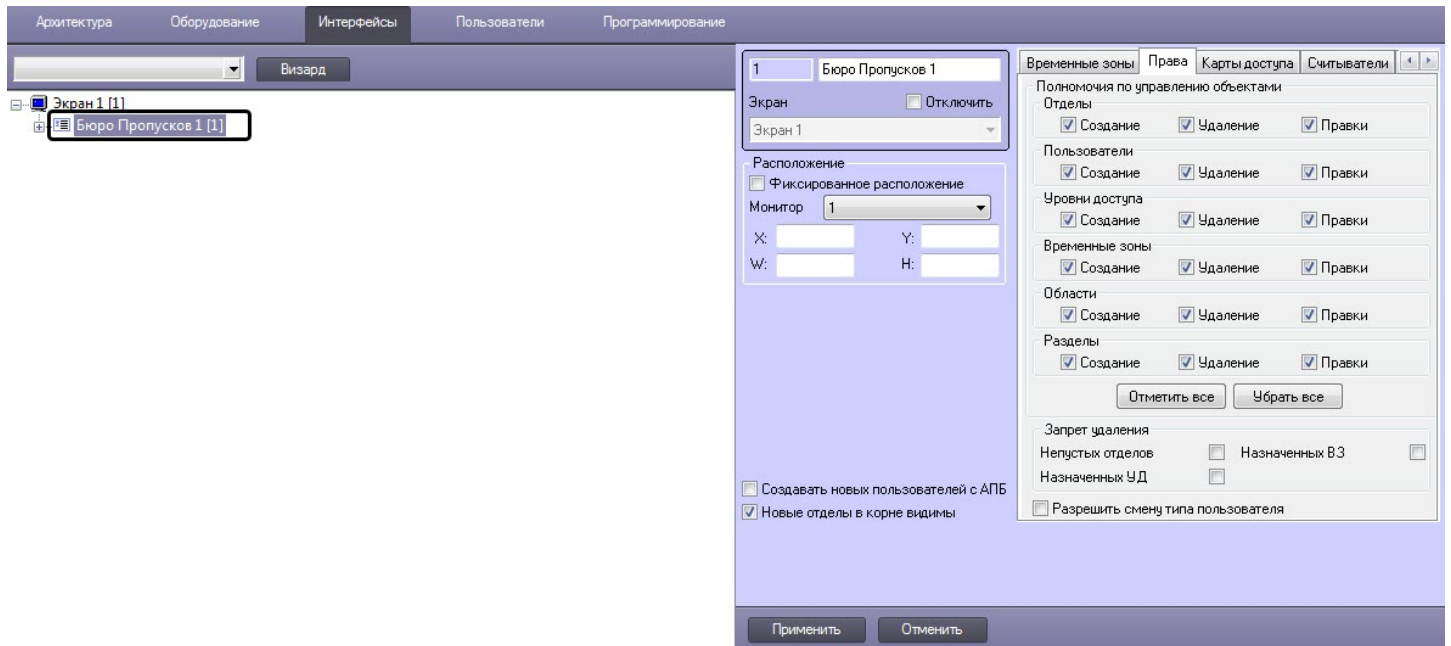 Архитектура Оборудование Интерфейсы Пользователи Программирование
Визард
Экран 1 [1]
Бюро Пропусков 1 [1]
1 Бюро Пропусков 1
Экран Отключить
Экран 1
Расположение
Фиксированное расположение
Монитор 1
X: Y:
W: H:
Создавать новых пользователей с АПБ
Новые отделы в корне видимы
Временные зоны Права Карты доступа Считыватели
Полномочия по управлению объектами
Отделы
Создание Удаление Правки
Пользователи
Создание Удаление Правки
Уровни доступа
Создание Удаление Правки
Временные зоны
Создание Удаление Правки
Области
Создание Удаление Правки
Разделы
Создание Удаление Правки
Отметить все Убрать все
Запрет удаления
Непустых отделов Назначенных ВЗ
Назначенных УД
Разрешить смену типа пользователя
Применить Отменить